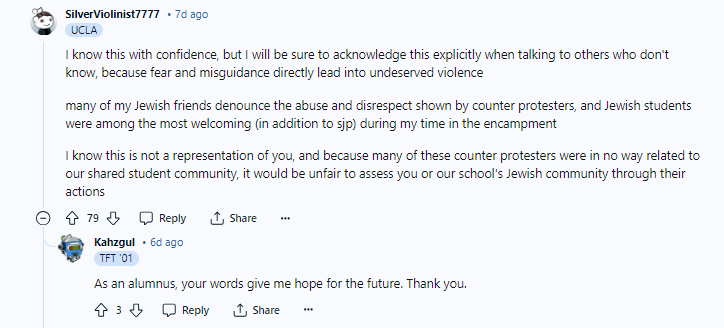 SilverViolinist7777 • 7d ago
UCLA
I know this with confidence, but I will be sure to acknowledge this explicitly when talking to others who don't
know, because fear and misguidance directly lead into undeserved violence
many of my Jewish friends denounce the abuse and disrespect shown by counter protesters, and Jewish students
were among the most welcoming (in addition to sjp) during my time in the encampment
I know this is not a representation of you, and because many of these counter protesters were in no way related to
our shared student community, it would be unfair to assess you or our school's Jewish community through their
actions
79 Reply Share ...
Kahzgul • 6d ago
TFT '01
As an alumnus, your words give me hope for the future. Thank you.
3 Reply Share ...